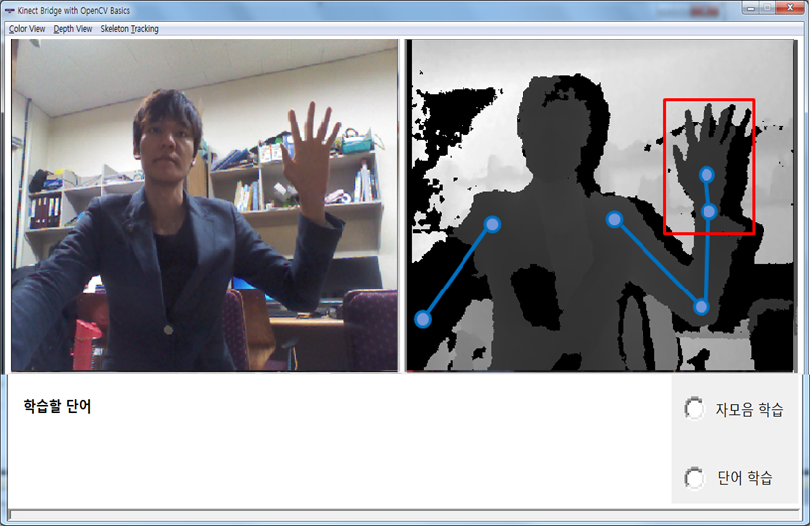 Kinect Bridge with OpenCV Basics
Color View Depth View Skeleton Tracking
학습할 단어
자모음 학습
단어 학습